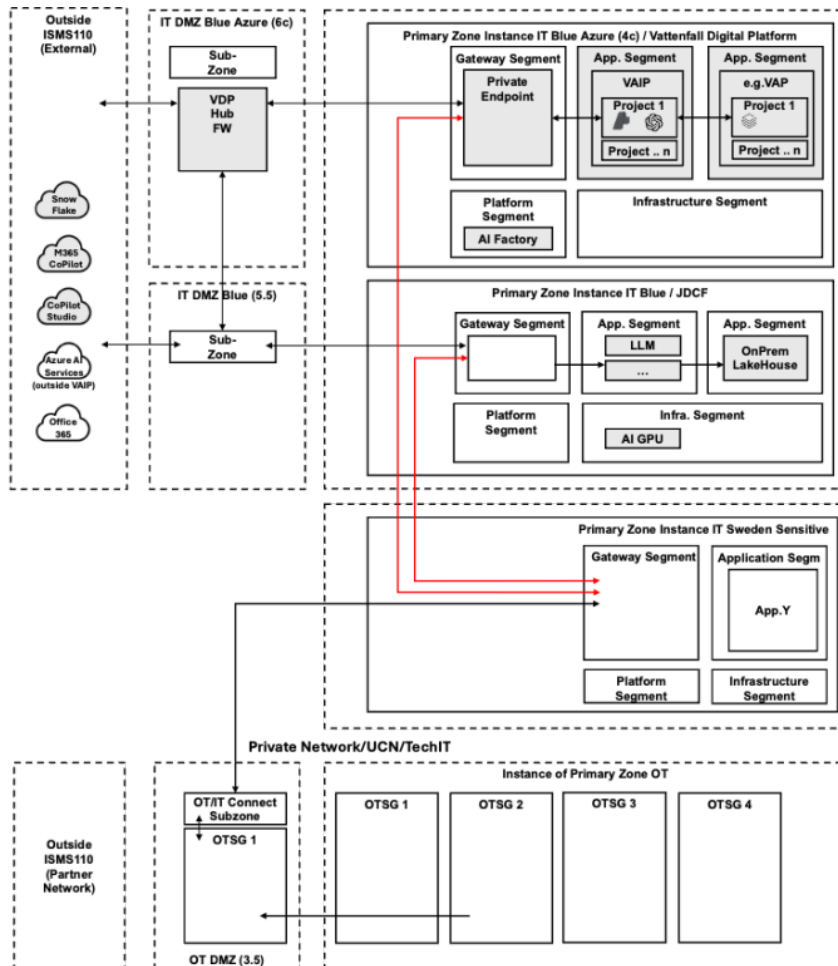 Outside
ISMS110
(External)
Snow
Flake
M365
CoPilot
CoPilot
Studio
Azure AI
Services
(outside VAIP)
Office
365
IT DMZ Blue Azure (6c)
Sub-
Zone
VDP
Hub
FW
IT DMZ Blue (5.5)
Sub-
Zone
Primary Zone Instance IT Blue Azure (4c) / Vattenfall Digital Platform
Gateway Segment
Private
Endpoint
App. Segment
VAIP
Project 1
Project .. n
App. Segment
e.g.VAP
Project 1
Project .. n
Platform
Segment
AI Factory
Infrastructure Segment
Primary Zone Instance IT Blue / JDCF
Gateway Segment
App. Segment
LLM
...
App. Segment
OnPrem
LakeHouse
Platform
Segment
Infra. Segment
AI GPU
Primary Zone Instance IT Sweden Sensitive
Gateway Segment
Application Segm
App.Y
Platform
Segment
Infrastructure
Segment
Private Network/UCN/TechIT
Outside
ISMS110
(Partner
Network)
OT/IT Connect
Subzone
OTSG 1
OT DMZ (3.5)
Instance of Primary Zone OT
OTSG 1
OTSG 2
OTSG 3
OTSG 4